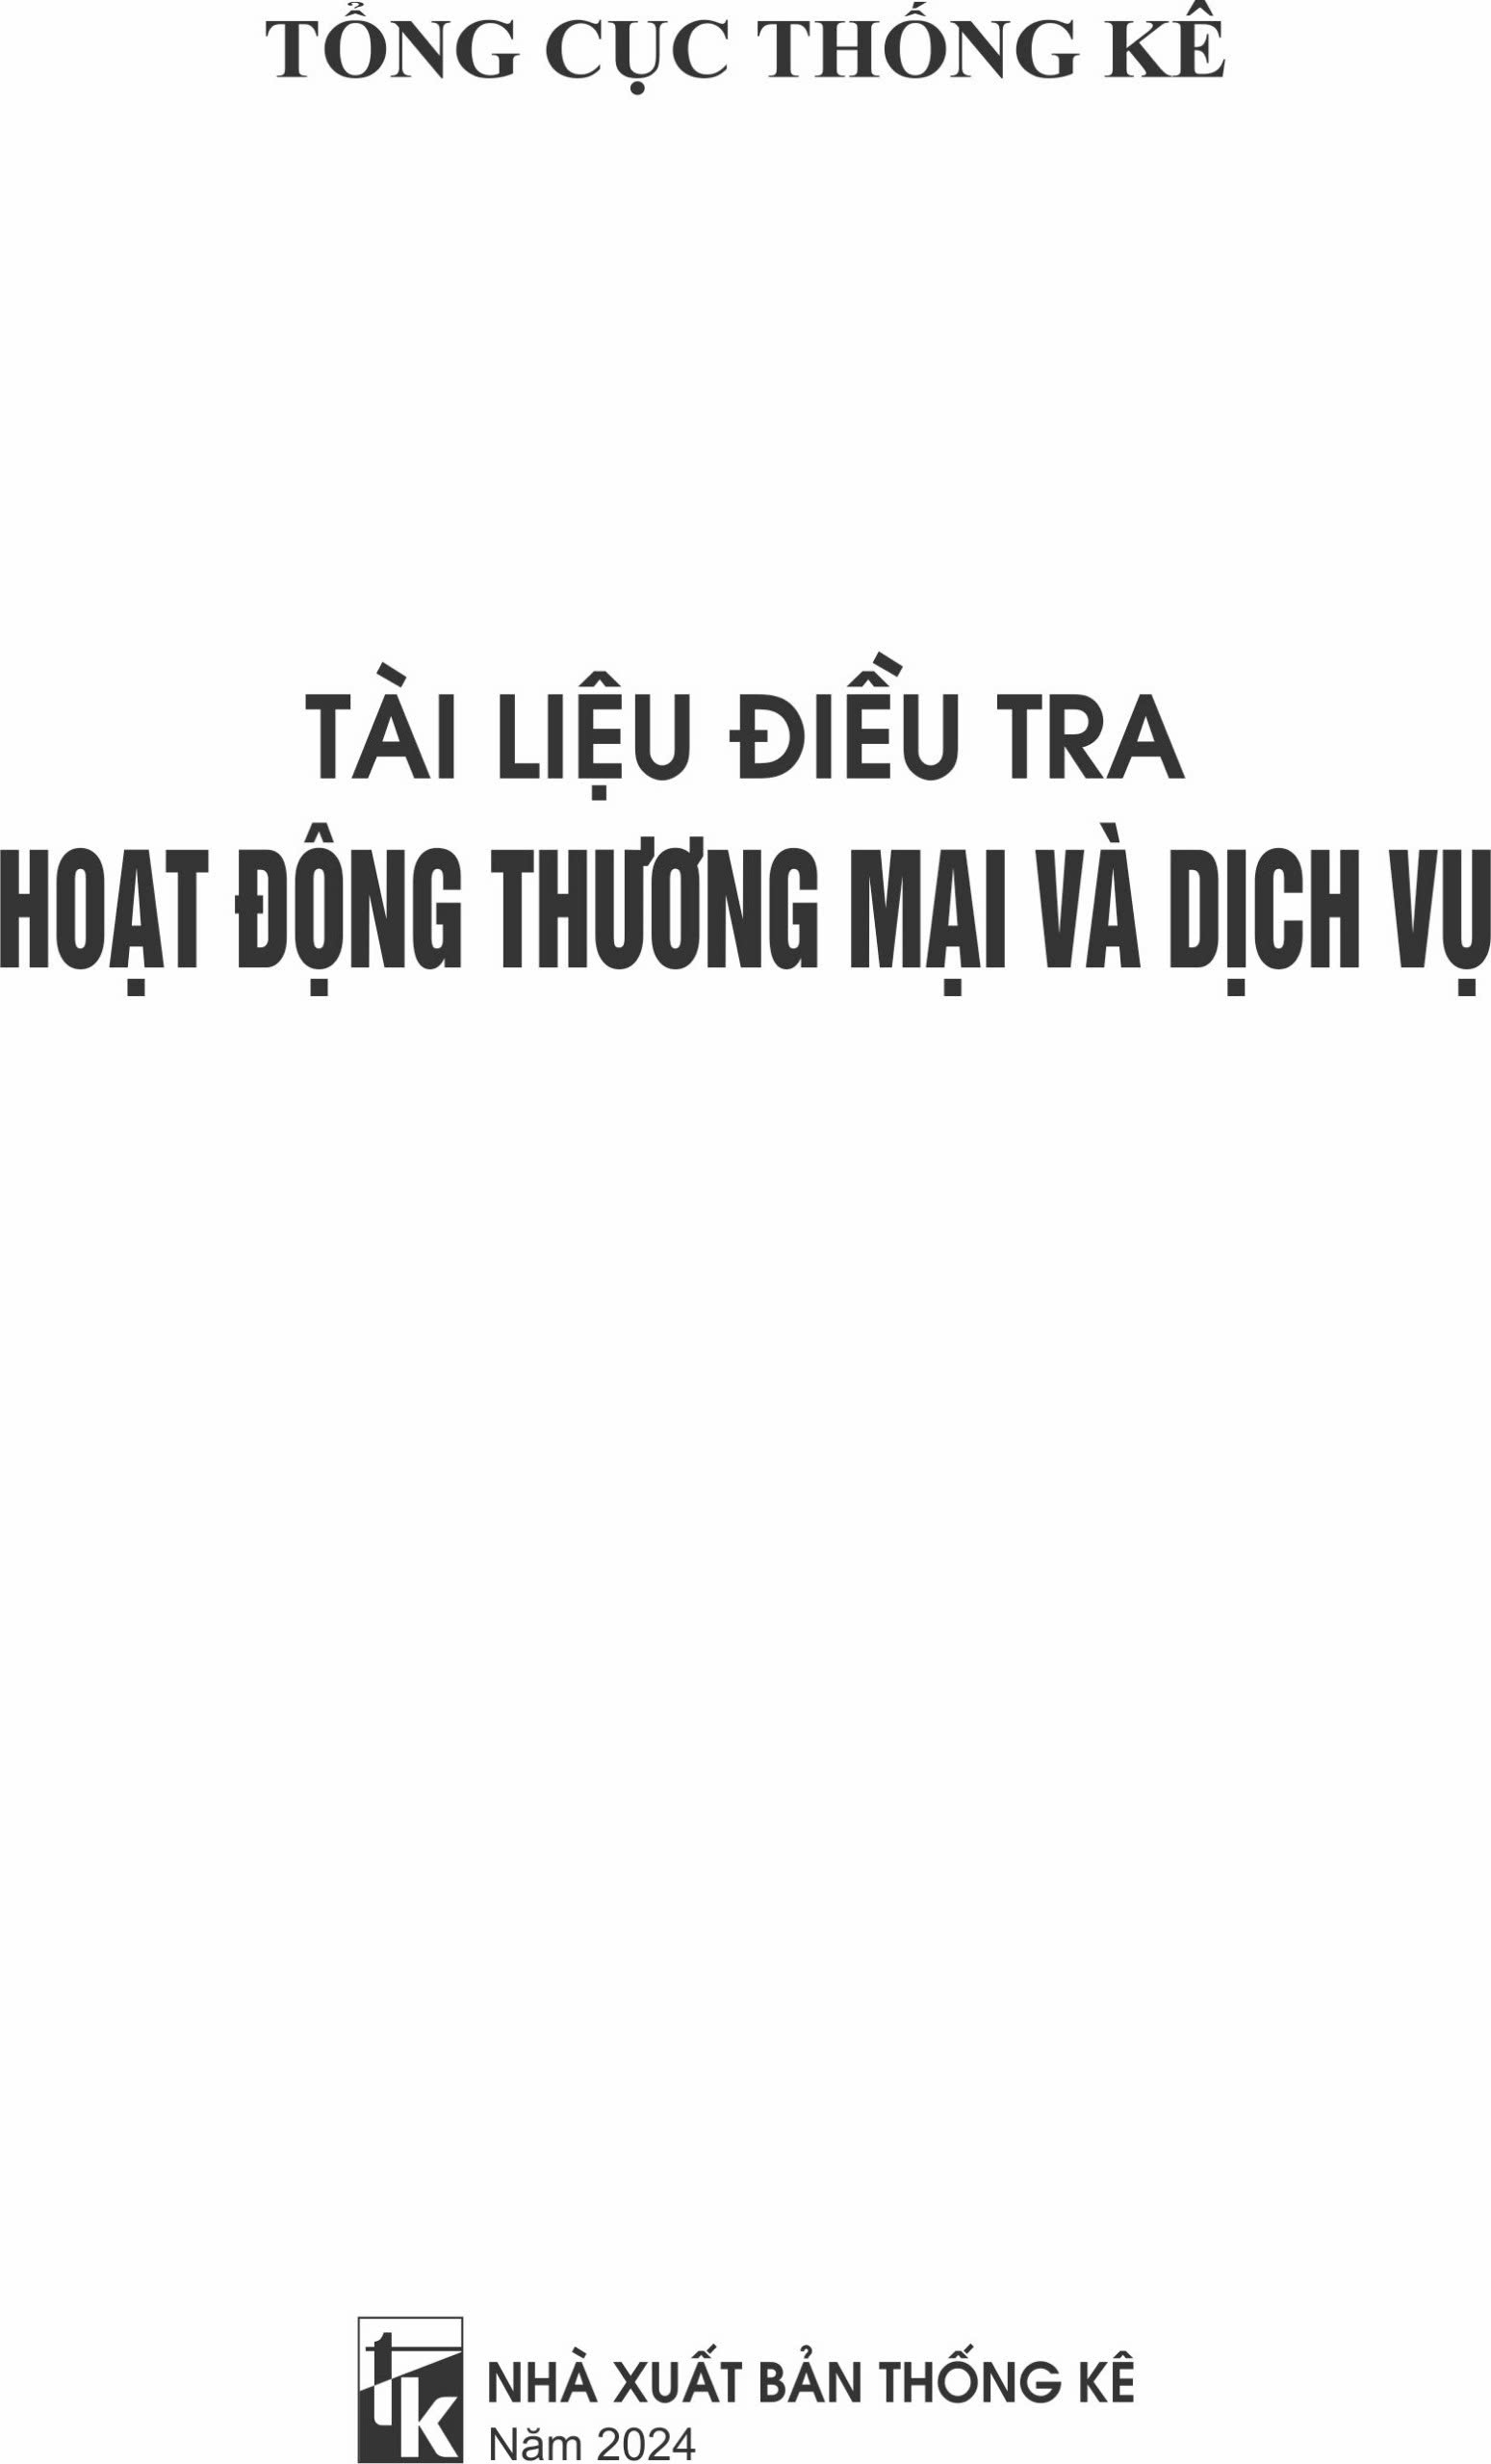 TỔNG CỤC THỐNG KÊ
TÀI LIỆU ĐIỀU TRA
HOẠT ĐỘNG THƯƠNG MẠI VÀ DỊCH VỤ
tk
NHÀ XUẤT BẢN THỐNG KÊ
Năm 2024